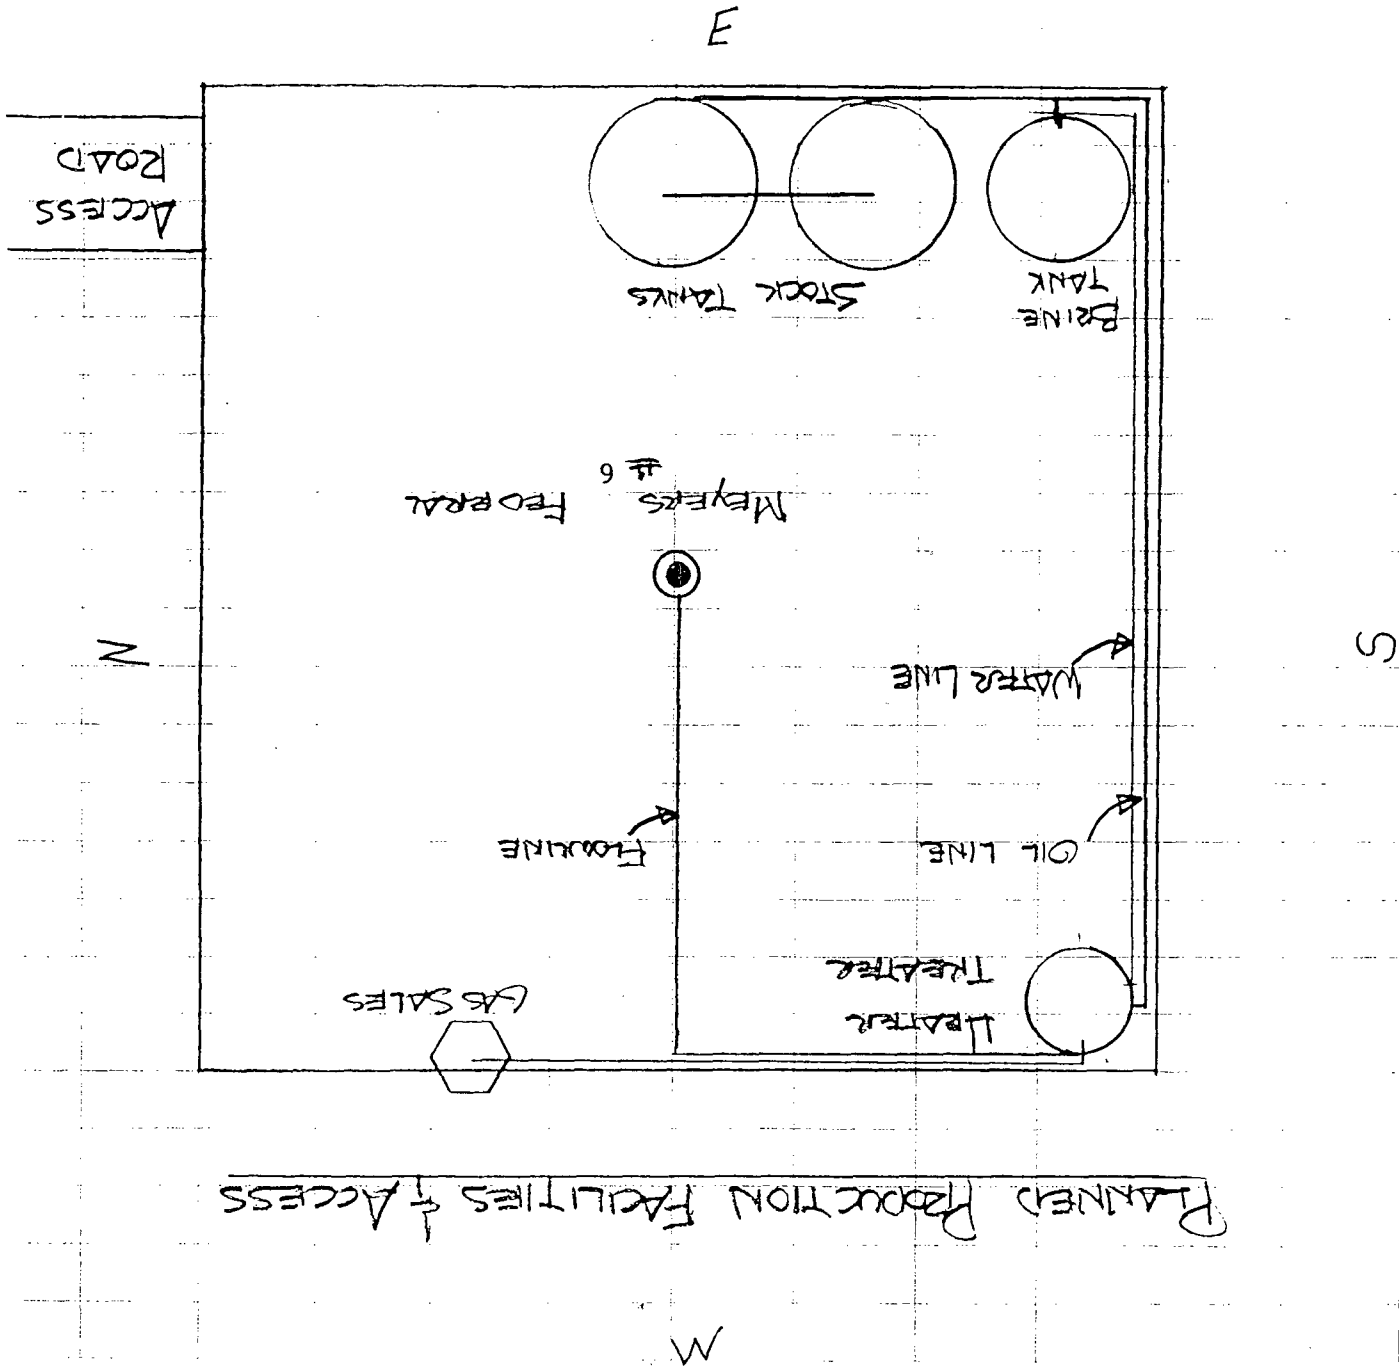 W
PLANNED PRODUCTION FACILITIES & ACCESS
HEATER
TREATER
GAS SALES
OIL LINE
FLOWLINE
WATER LINE
S
N
MEYERS FEDERAL
#6
BRINE
TANK
STOCK TANKS
ACCESS
ROAD
E